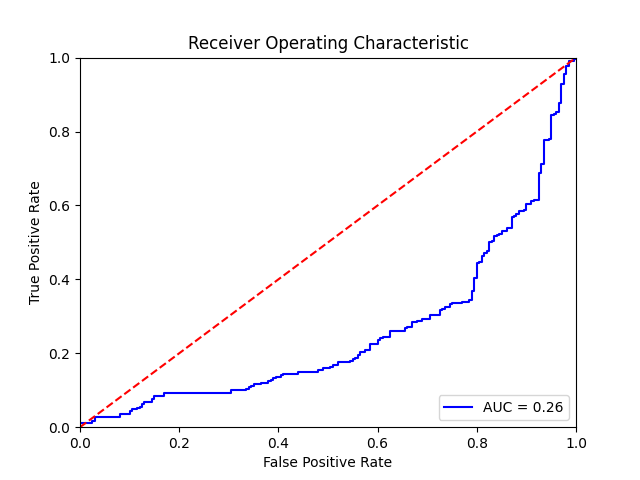 Receiver Operating Characteristic
1.0
0.8
0.6
0.4
0.2
0.0
True Positive Rate
AUC = 0.26
0.0 0.2 0.4 0.6 0.8 1.0
False Positive Rate